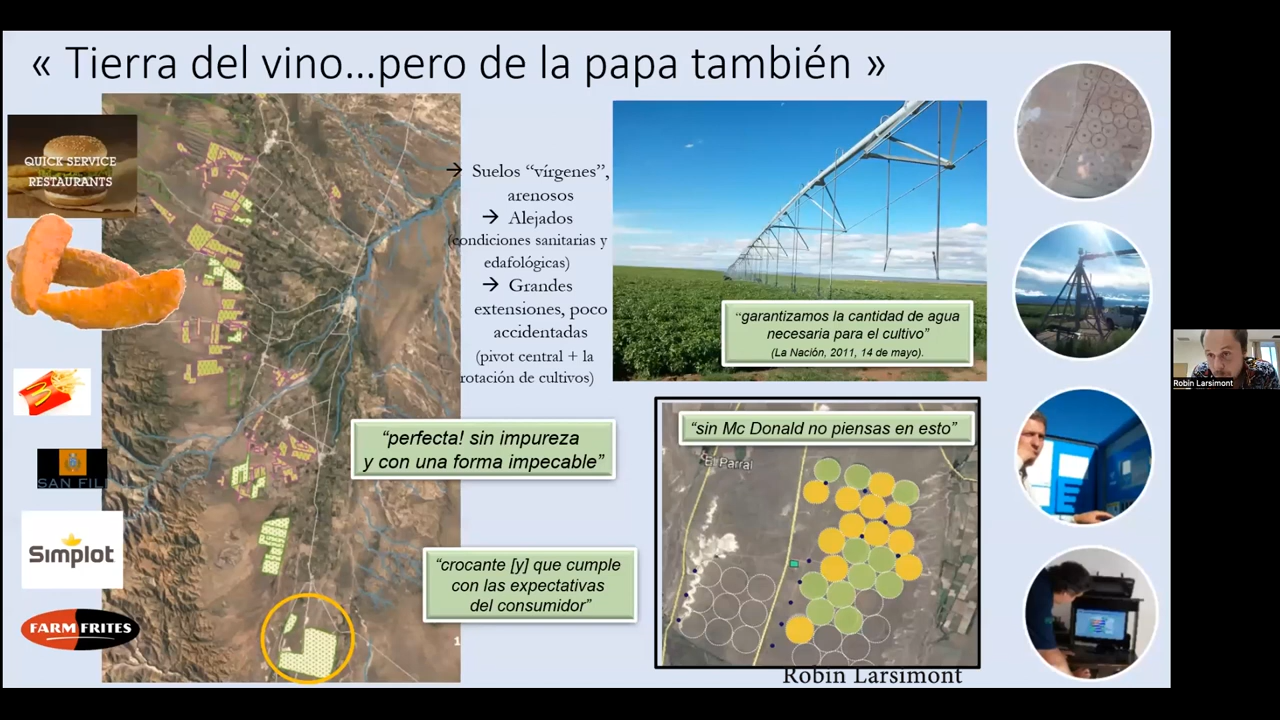 « Tierra del vino...pero de la papa también »
QUICK SERVICE
RESTAURANTS
→ Suelos “vírgenes”,
arenosos
→ Alejados
(condiciones sanitarias y
edafológicas)
→ Grandes
extensiones, poco
accidentadas
(pivot central + la
rotación de cultivos)
“garantizamos la cantidad de agua
necesaria para el cultivo”
(La Nación, 2011, 14 de mayo).
“perfecta! sin impureza
y con una forma impecable”
“sin Mc Donald no piensas en esto”
El Parral
SAN FIL
Simplot
“crocante [y] que cumple
con las expectativas
del consumidor”
FARM FRITES
1
Robin Larsimont
Robin Larsimont